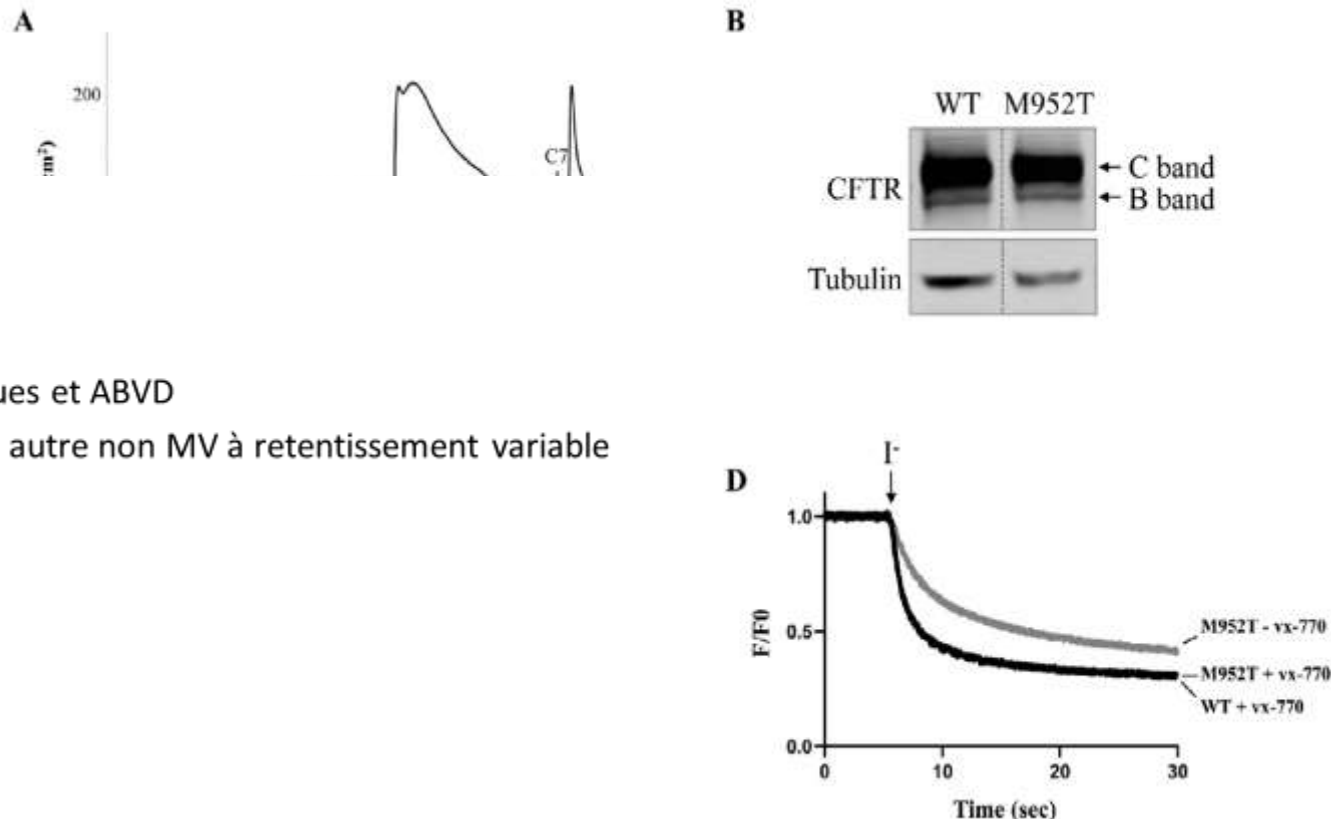 A
200
C7
B
WT M952T
CFTR
C band
B band
Tubulin
ues et ABVD
autre non MV à retentissement variable
D
I-
1.0
0.5
0.0
F/F0
0 10 20 30
Time (sec)
M952T - vx-770
M952T + vx-770
WT + vx-770